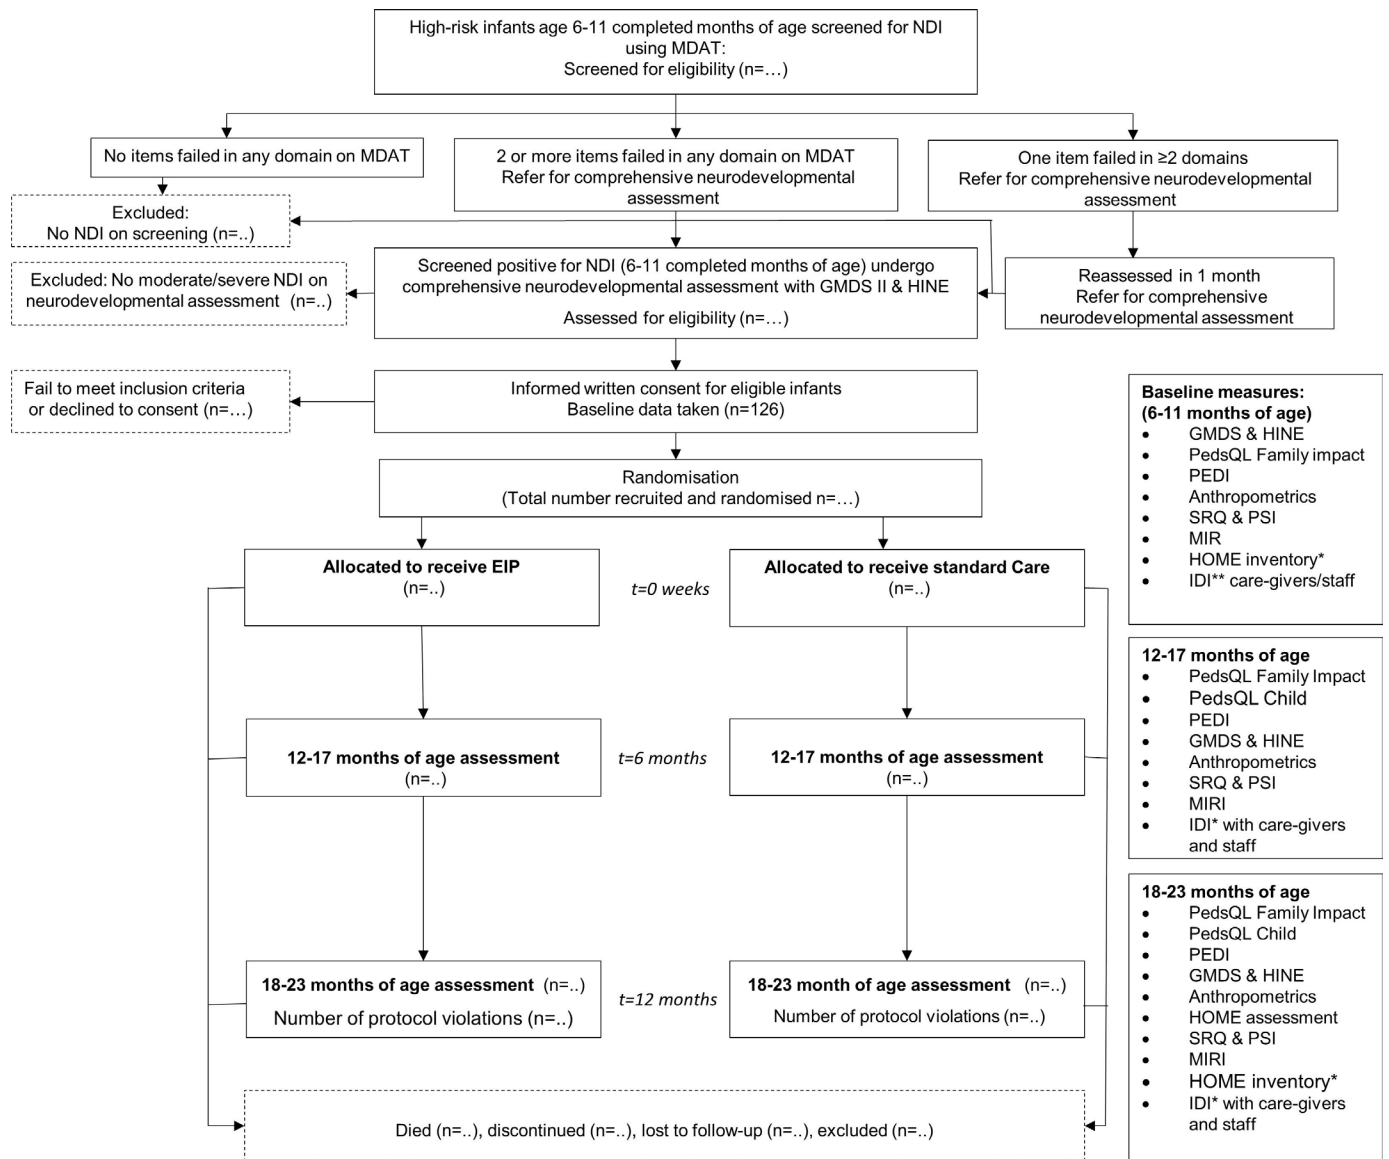 High-risk infants age 6-11 completed months of age screened for NDI
using MDAT:
Screened for eligibility (n=…)
No items failed in any domain on MDAT
2 or more items failed in any domain on MDAT
Refer for comprehensive neurodevelopmental
assessment
One item failed in ≥2 domains
Refer for comprehensive neurodevelopmental
assessment
Excluded:
No NDI on screening (n=..)
Excluded: No moderate/severe NDI on
neurodevelopmental assessment (n=..)
Screened positive for NDI (6-11 completed months of age) undergo
comprehensive neurodevelopmental assessment with GMDS II & HINE
Assessed for eligibility (n=…)
Reassessed in 1 month
Refer for comprehensive
neurodevelopmental assessment
Fail to meet inclusion criteria
or declined to consent (n=…)
Informed written consent for eligible infants
Baseline data taken (n=126)
Randomisation
(Total number recruited and randomised n=…)
Allocated to receive EIP
(n=..)
t=0 weeks
Allocated to receive standard Care
(n=..)
12-17 months of age assessment
(n=..)
t=6 months
12-17 months of age assessment
(n=..)
18-23 months of age assessment (n=..)
Number of protocol violations (n=..)
t=12 months
18-23 month of age assessment (n=..)
Number of protocol violations (n=..)
Died (n=..), discontinued (n=..), lost to follow-up (n=..), excluded (n=..)
Baseline measures:
(6-11 months of age)
• GMDS & HINE
• PedsQL Family impact
• PEDI
• Anthropometrics
• SRQ & PSI
• MIR
• HOME inventory*
• IDI** care-givers/staff
12-17 months of age
• PedsQL Family Impact
• PedsQL Child
• PEDI
• GMDS & HINE
• Anthropometrics
• SRQ & PSI
• MIRI
• IDI* with care-givers
and staff
18-23 months of age
• PedsQL Family Impact
• PedsQL Child
• PEDI
• GMDS & HINE
• Anthropometrics
• HOME assessment
• SRQ & PSI
• MIRI
• HOME inventory*
• IDI* with care-givers
and staff